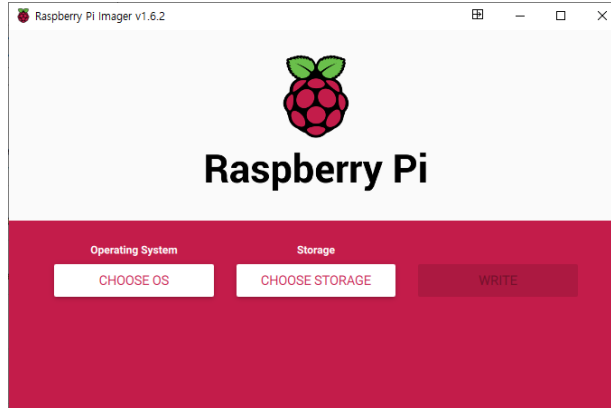 Raspberry Pi Imager v1.6.2
Raspberry Pi
Operating System
Storage
CHOOSE OS
CHOOSE STORAGE
WRITE